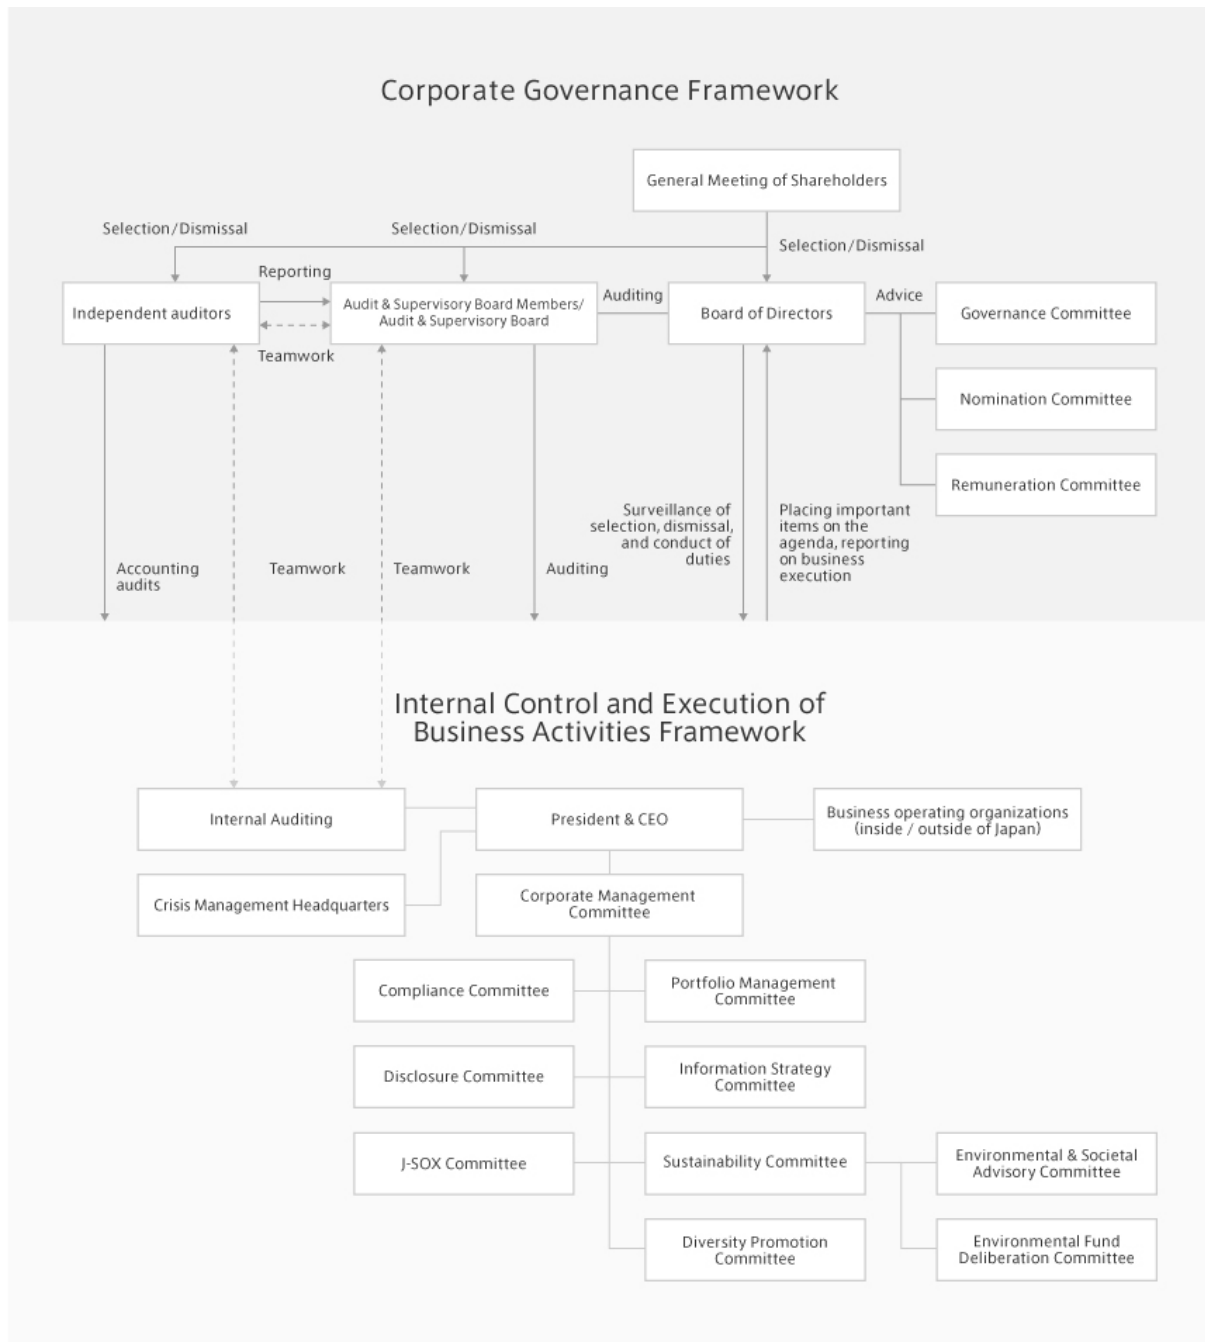 Corporate Governance Framework
General Meeting of Shareholders
Selection/Dismissal
Selection/Dismissal
Selection/Dismissal
Reporting
Independent auditors
Teamwork
Audit & Supervisory Board Members/
Audit & Supervisory Board
Auditing
Board of Directors
Advice
Governance Committee
Nomination Committee
Remuneration Committee
Accounting
audits
Teamwork
Teamwork
Auditing
Surveillance of
selection, dismissal,
and conduct of
duties
Placing important
items on the
agenda, reporting
on business
execution
Internal Control and Execution of
Business Activities Framework
Internal Auditing
President & CEO
Business operating organizations
(inside / outside of Japan)
Crisis Management Headquarters
Corporate Management
Committee
Compliance Committee
Portfolio Management
Committee
Disclosure Committee
Information Strategy
Committee
J-SOX Committee
Sustainability Committee
Environmental & Societal
Advisory Committee
Diversity Promotion
Committee
Environmental Fund
Deliberation Committee